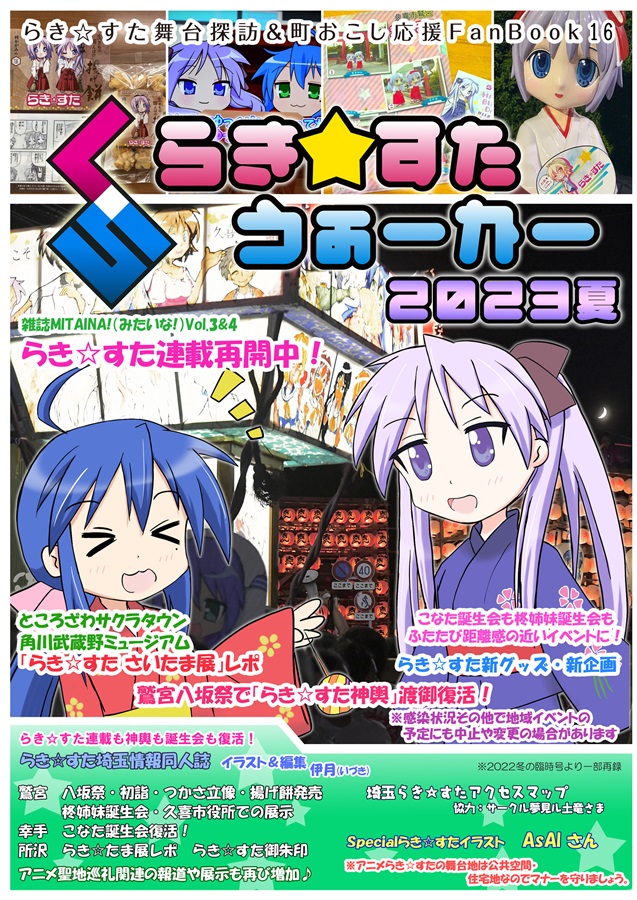 らき☆すた舞台探訪&町おこし応援FanBook16
らき☆すた
らき☆すた
うぉーかー
2023夏
雑誌MITAINA!(みたいな!)Vol,3&4
らき☆すた連載再開中!
ところざわサクラタウン
角川武蔵野ミュージアム
「らき☆すた さいたま展」レポ
こなた誕生会も柊姉妹誕生会も
ふたたび距離感の近いイベントに!
らき☆すた新グッズ・新企画
鷲宮八坂祭で「らき☆すた神輿」渡御復活!
※感染状況その他で地域イベントの
予定にも中止や変更の場合があります
らき☆すた連載も神輿も誕生会も復活!
らき☆すた埼玉情報同人誌 イラスト&編集 伊月(いづき)
※2022冬の臨時号より一部再録
鷲宮 八坂祭・初詣・つかさ立像・揚げ餅発売
柊姉妹誕生会・久喜市役所での展示
幸手 こなた誕生会復活!
所沢 らき☆たま展レポ らき☆すた御朱印
アニメ聖地巡礼関連の報道や展示も再び増加♪
埼玉らき☆すたアクセスマップ
協力:サークル夢見ル土竜さま
Specialらき☆すたイラスト AsAIさん
※アニメらき☆すたの舞台地は公共空間・
住宅地なのでマナーを守りましょう。